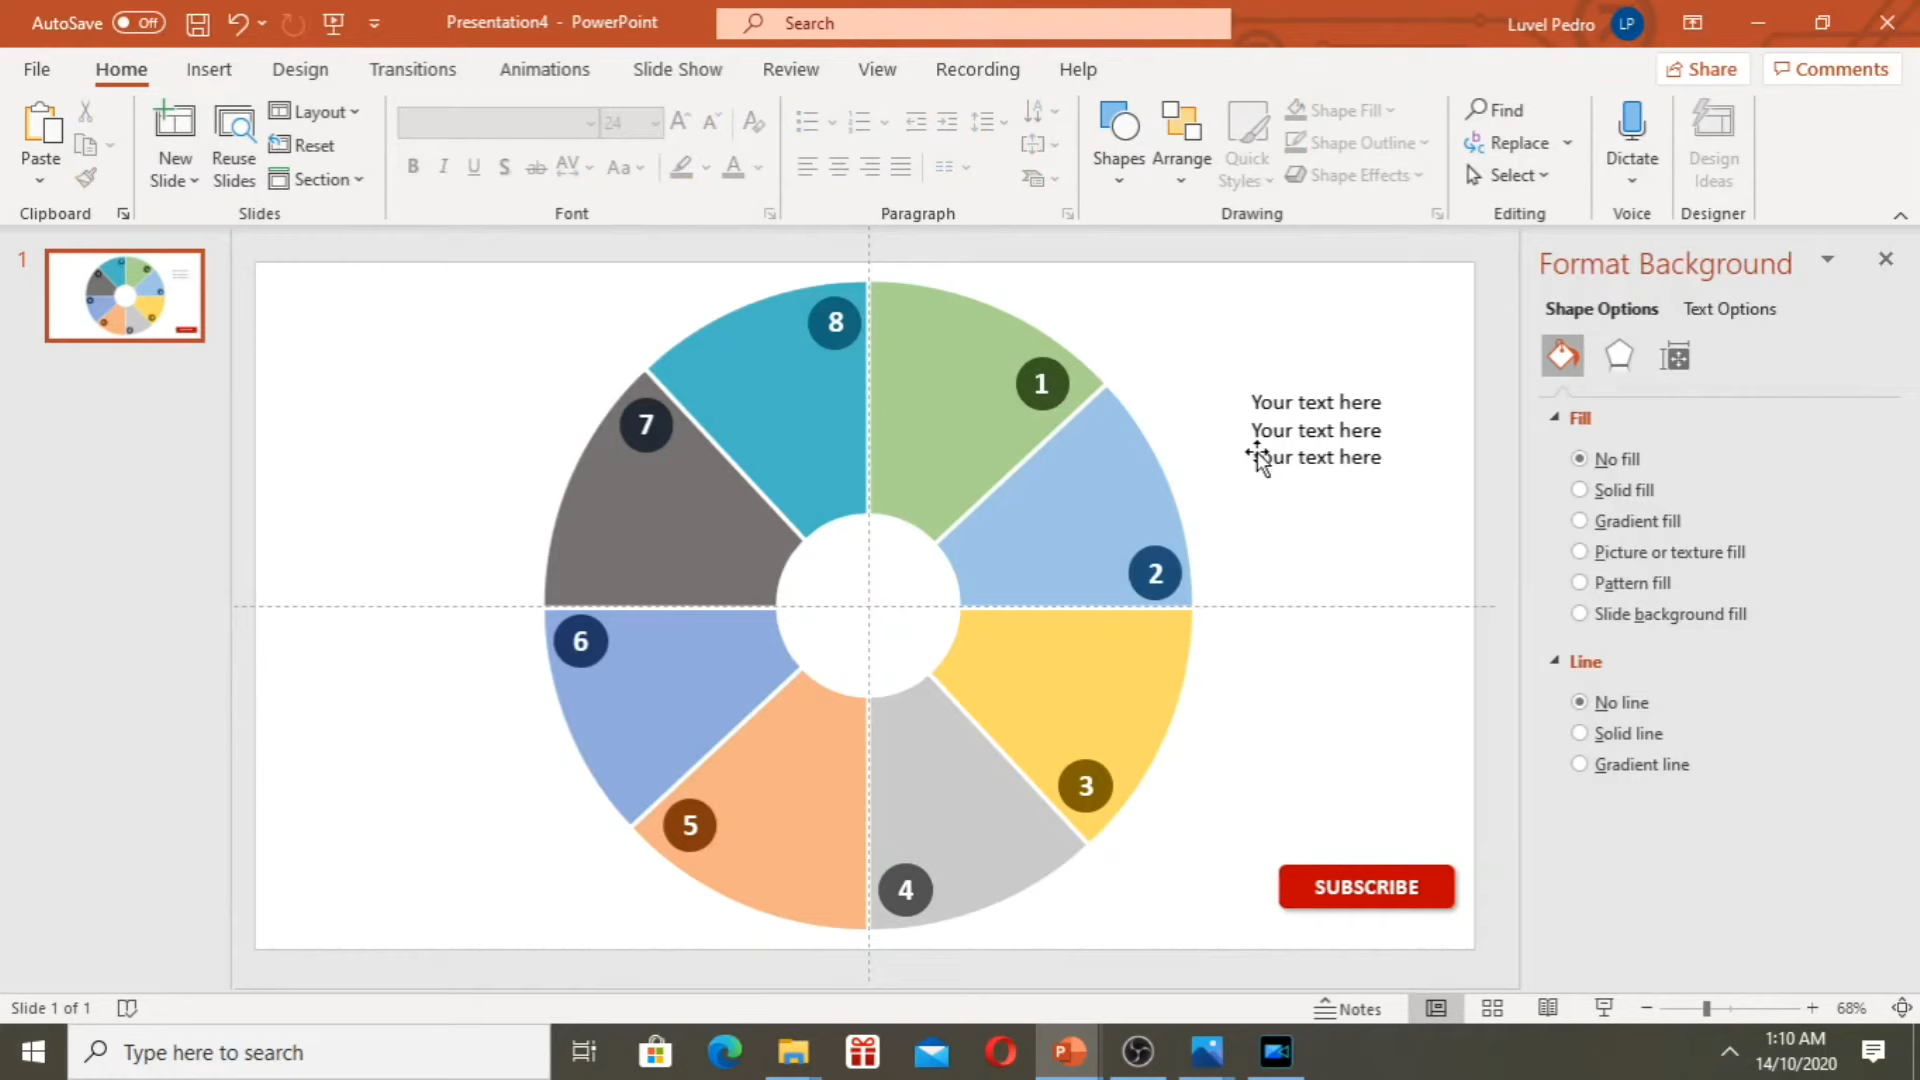 AutoSave Off
Presentation4 - PowerPoint
Search
Luvel Pedro LP
File Home Insert Design Transitions Animations Slide Show Review View Recording Help
Share Comments
Paste
Clipboard
New Slide
Reuse Slides
Layout
Reset
Section
Slides
24
B I U S ab AV Aa A
Font
Paragraph
Shapes
Arrange
Quick Styles
Shape Fill
Shape Outline
Shape Effects
Drawing
Find
Replace
Select
Editing
Dictate
Voice
Design Ideas
Designer
1
8
1
7
2
6
3
5
4
Your text here
Your text here
our text here
SUBSCRIBE
Format Background
Shape Options Text Options
Fill
No fill
Solid fill
Gradient fill
Picture or texture fill
Pattern fill
Slide background fill
Line
No line
Solid line
Gradient line
Slide 1 of 1
Notes
68%
Type here to search
1:10 AM
14/10/2020